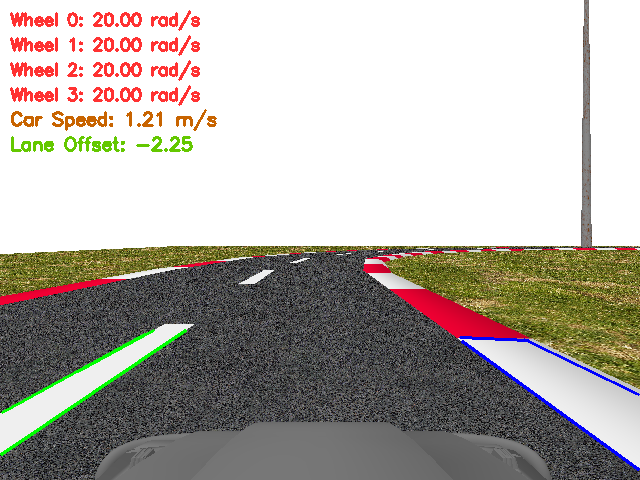 Wheel 0: 20.00 rad/s
Wheel 1: 20.00 rad/s
Wheel 2: 20.00 rad/s
Wheel 3: 20.00 rad/s
Car Speed: 1.21 m/s
Lane Offset: -2.25